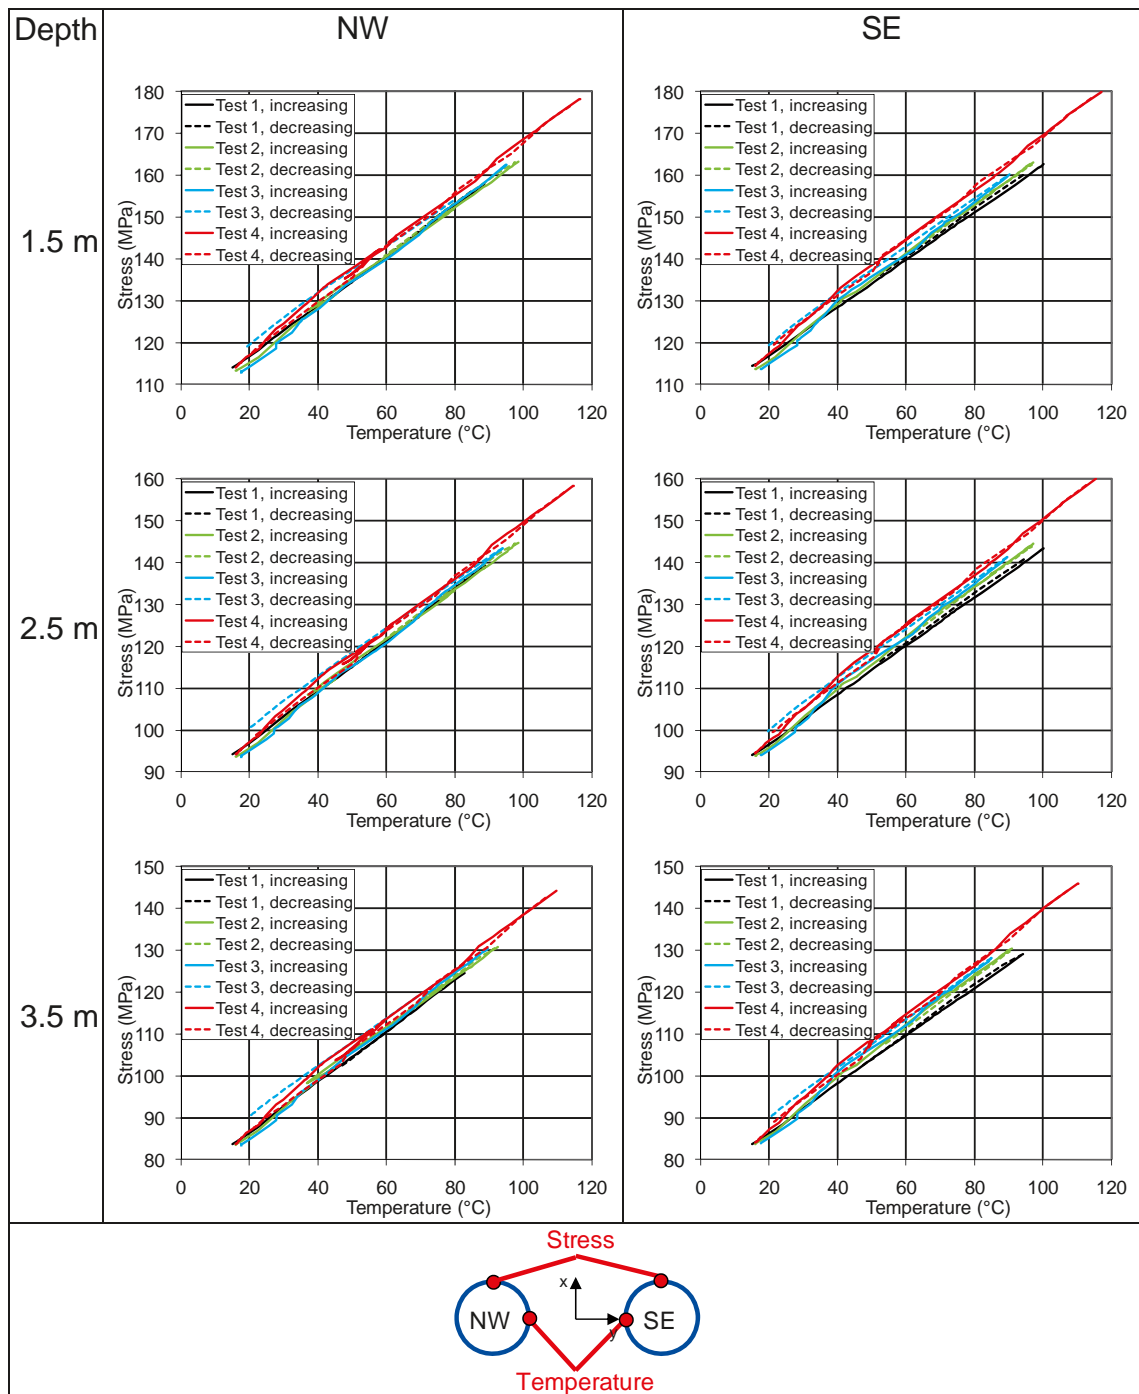 Depth NW SE
180
170
160
150
140
130
120
110
Stress (MPa)
Test 1, increasing
Test 1, decreasing
Test 2, increasing
Test 2, decreasing
Test 3, increasing
Test 3, decreasing
Test 4, increasing
Test 4, decreasing
0 20 40 60 80 100 120
Temperature (°C)
180
170
160
150
140
130
120
110
Stress (MPa)
Test 1, increasing
Test 1, decreasing
Test 2, increasing
Test 2, decreasing
Test 3, increasing
Test 3, decreasing
Test 4, increasing
Test 4, decreasing
0 20 40 60 80 100 120
Temperature (°C)
1.5 m
160
150
140
130
120
110
100
90
Stress (MPa)
Test 1, increasing
Test 1, decreasing
Test 2, increasing
Test 2, decreasing
Test 3, increasing
Test 3, decreasing
Test 4, increasing
Test 4, decreasing
0 20 40 60 80 100 120
Temperature (°C)
160
150
140
130
120
110
100
90
Stress (MPa)
Test 1, increasing
Test 1, decreasing
Test 2, increasing
Test 2, decreasing
Test 3, increasing
Test 3, decreasing
Test 4, increasing
Test 4, decreasing
0 20 40 60 80 100 120
Temperature (°C)
2.5 m
150
140
130
120
110
100
90
80
Stress (MPa)
Test 1, increasing
Test 1, decreasing
Test 2, increasing
Test 2, decreasing
Test 3, increasing
Test 3, decreasing
Test 4, increasing
Test 4, decreasing
0 20 40 60 80 100 120
Temperature (°C)
150
140
130
120
110
100
90
80
Stress (MPa)
Test 1, increasing
Test 1, decreasing
Test 2, increasing
Test 2, decreasing
Test 3, increasing
Test 3, decreasing
Test 4, increasing
Test 4, decreasing
0 20 40 60 80 100 120
Temperature (°C)
3.5 m
Stress
x
NW y SE
Temperature